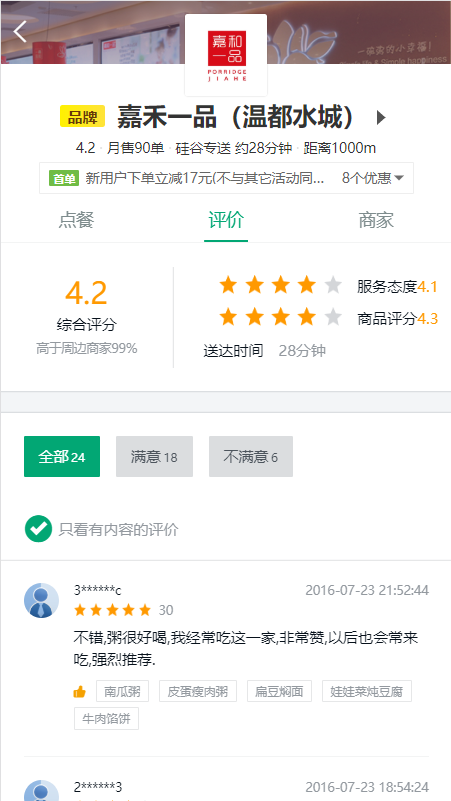 嘉和
一品
PORRIDGE
JIAHE
品牌 嘉禾一品（温都水城）
4.2 · 月售90单 · 硅谷专送 约28分钟 · 距离1000m
首单 新用户下单立减17元(不与其它活动同... 8个优惠
点餐 评价 商家
4.2
综合评分
高于周边商家99%
服务态度4.1
商品评分4.3
送达时间 28分钟
全部24 满意18 不满意6
只看有内容的评价
3******c 2016-07-23 21:52:44
30
不错,粥很好喝,我经常吃这一家,非常赞,以后也会常来
吃,强烈推荐.
南瓜粥 皮蛋瘦肉粥 扁豆焖面 娃娃菜炖豆腐
牛肉馅饼
2******3 2016-07-23 18:54:24